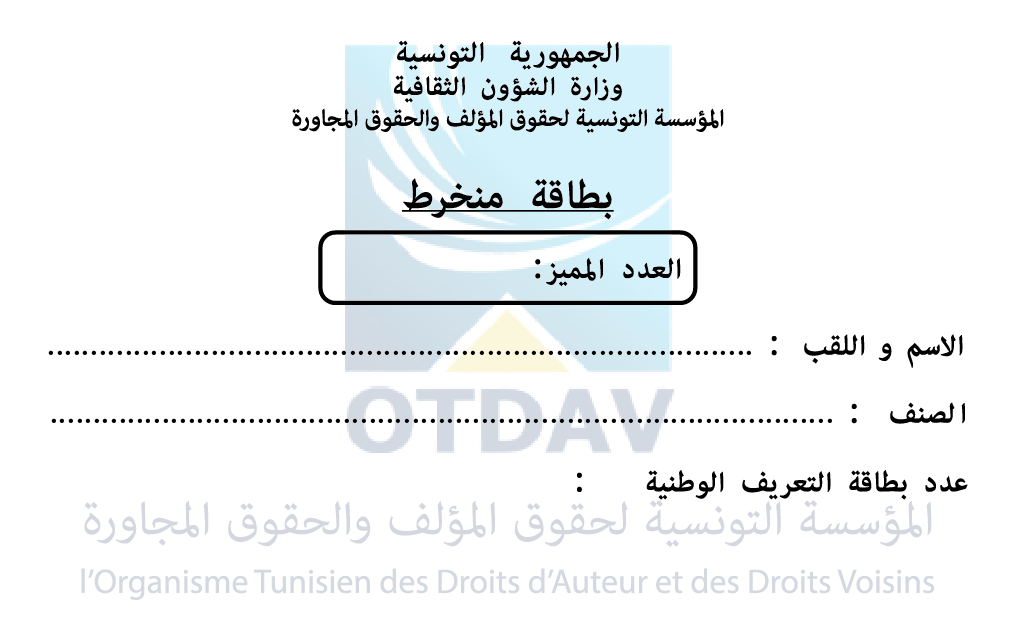 الجمهورية التونسية
وزارة الشؤون الثقافية
المؤسسة التونسية لحقوق المؤلف والحقوق المجاورة
بطاقة منخرط
العدد المميز:
الاسم و اللقب : ...........................................................................
الصنف : ...................................................................................
عدد بطاقة التعريف الوطنية :
OTDAV
المؤسسة التونسية لحقوق المؤلف والحقوق المجاورة
l’Organisme Tunisien des Droits d’Auteur et des Droits Voisins